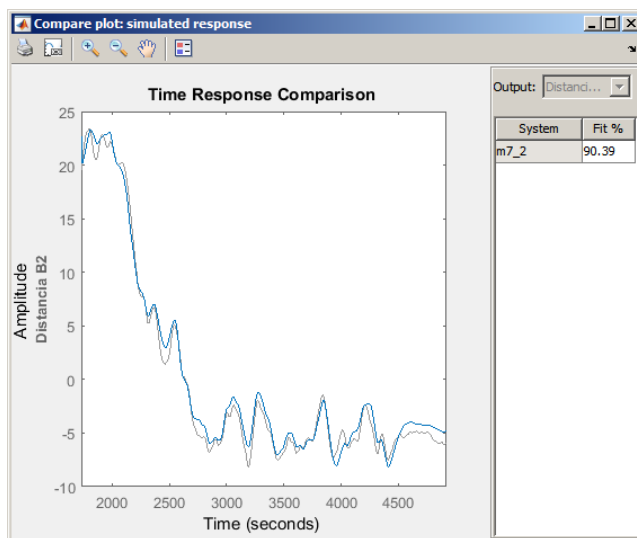 Compare plot: simulated response
Time Response Comparison
Output: Distanci...
System Fit %
m7_2 90.39
25
20
15
10
5
0
-5
-10
Amplitude
Distancia B2
2000 2500 3000 3500 4000 4500
Time (seconds)